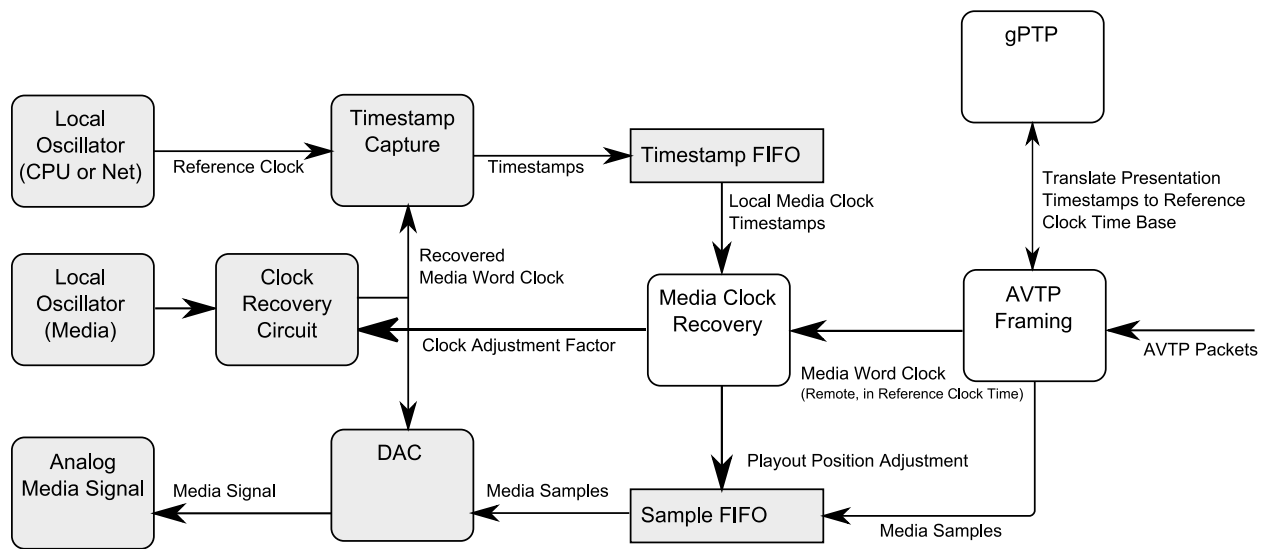 gPTP
Local
Oscillator
(CPU or Net)
Reference Clock
Timestamp
Capture
Timestamps
Timestamp FIFO
Local Media Clock
Timestamps
Translate Presentation
Timestamps to Reference
Clock Time Base
Local
Oscillator
(Media)
Clock
Recovery
Circuit
Recovered
Media Word Clock
Clock Adjustment Factor
Media Clock
Recovery
AVTP
Framing
AVTP Packets
Media Word Clock
(Remote, in Reference Clock Time)
Analog
Media Signal
Media Signal
DAC
Media Samples
Playout Position Adjustment
Sample FIFO
Media Samples